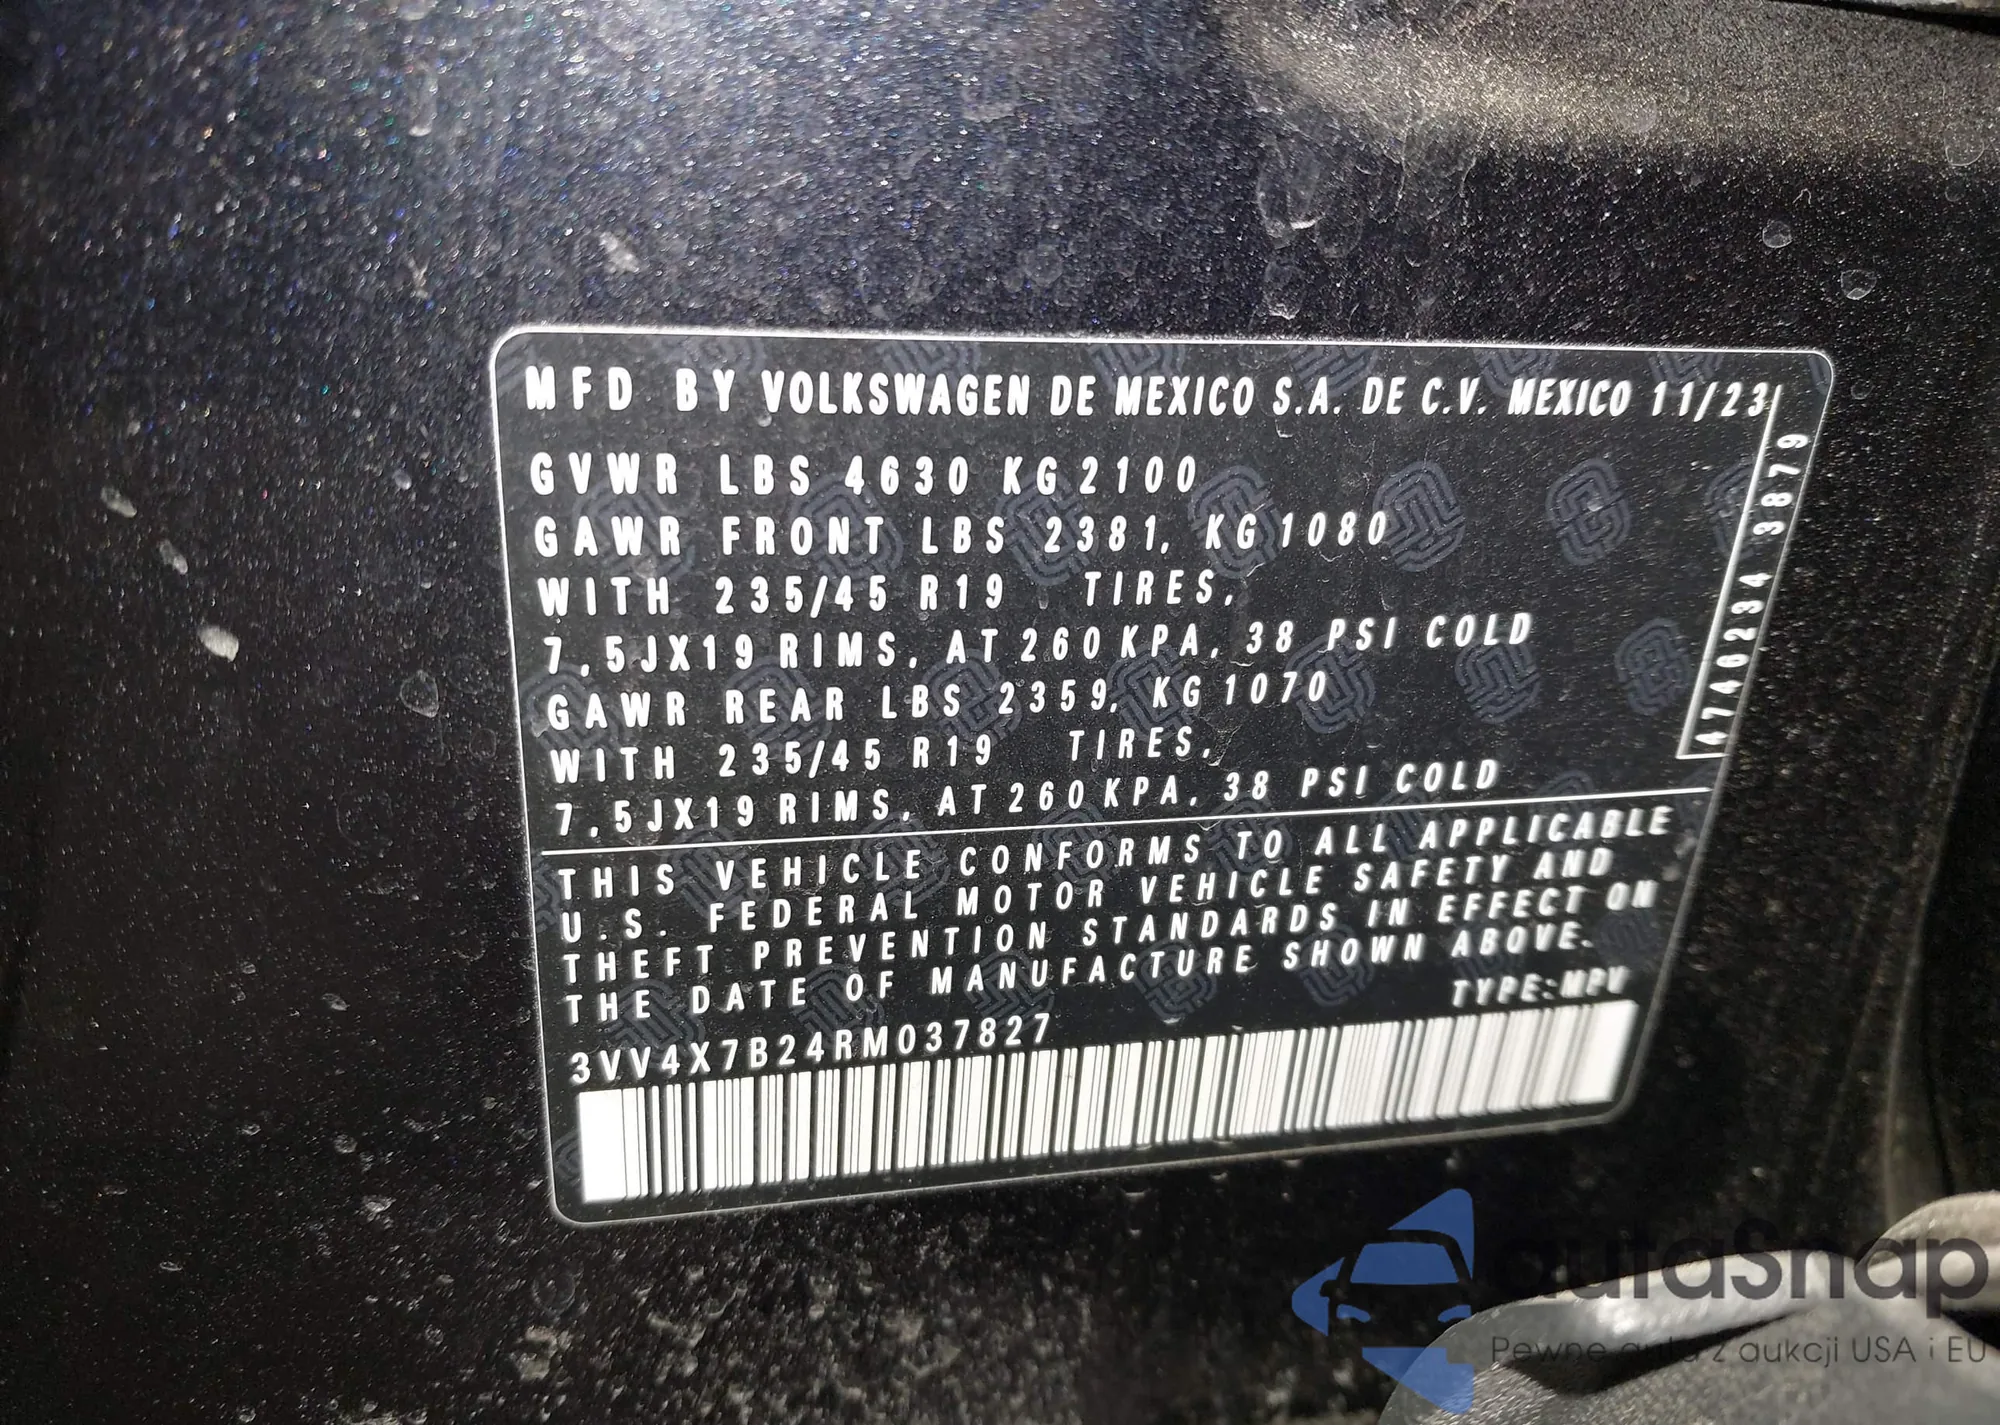 MFD BY VOLKSWAGEN DE MEXICO S.A. DE C.V. MEXICO 11/23
GVWR LBS 4630 KG 2100
GAWR FRONT LBS 2381, KG 1080
WITH 235/45 R19 TIRES,
7,5JX19 RIMS, AT 260 KPA, 38 PSI COLD
GAWR REAR LBS 2359, KG 1070
WITH 235/45 R19 TIRES,
7,5JX19 RIMS, AT 260 KPA, 38 PSI COLD
4740234 3879
THIS VEHICLE CONFORMS TO ALL APPLICABLE
U.S. FEDERAL MOTOR VEHICLE SAFETY AND
THEFT PREVENTION STANDARDS IN EFFECT ON
THE DATE OF MANUFACTURE SHOWN ABOVE.
TYPE:MPV
3VV4X7B24RM037827
autaSnap
Pewne auta z aukcji USA i EU